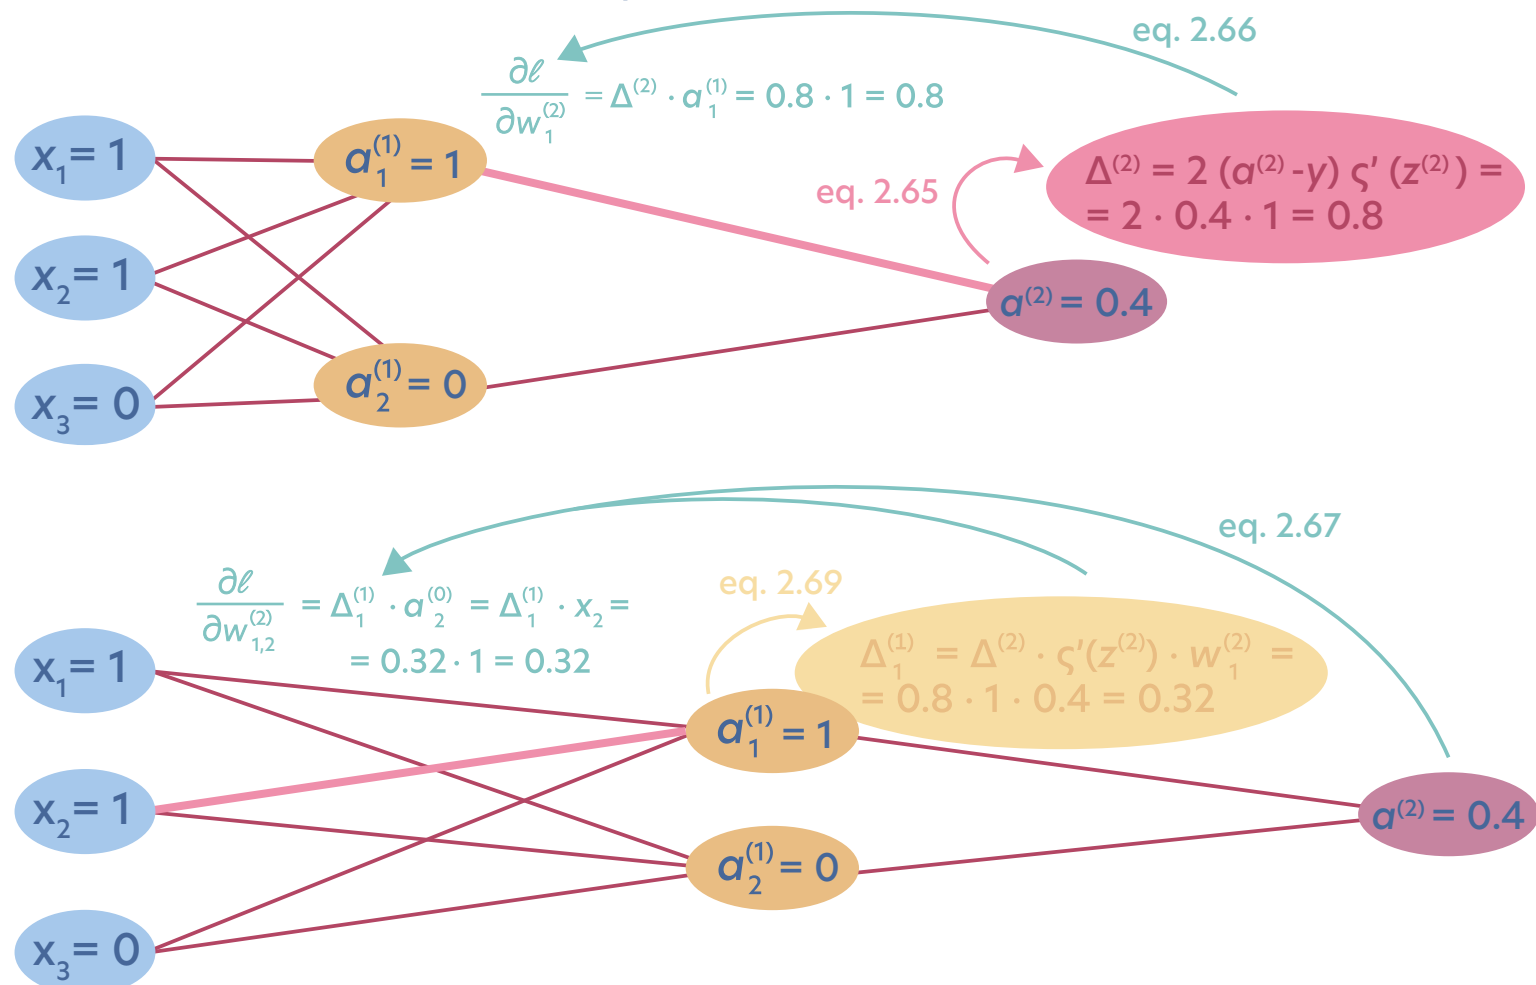 eq. 2.66
∂ℓ/∂w₁⁽²⁾ = Δ⁽²⁾ · a₁⁽¹⁾ = 0.8 · 1 = 0.8
x₁ = 1
a₁⁽¹⁾ = 1
Δ⁽²⁾ = 2 (a⁽²⁾ -y) ς′ (z⁽²⁾ ) =
= 2 · 0.4 · 1 = 0.8
eq. 2.65
x₂ = 1
a⁽²⁾ = 0.4
a₂⁽¹⁾ = 0
x₃ = 0
eq. 2.67
∂ℓ/∂w₁,₂⁽²⁾ = Δ₁⁽¹⁾ · a₂⁽⁰⁾ = Δ₁⁽¹⁾ · x₂ =
= 0.32 · 1 = 0.32
eq. 2.69
Δ₁⁽¹⁾ = Δ⁽²⁾ · ς′(z⁽²⁾) · w₁⁽²⁾ =
= 0.8 · 1 · 0.4 = 0.32
x₁ = 1
a₁⁽¹⁾ = 1
x₂ = 1
a⁽²⁾ = 0.4
a₂⁽¹⁾ = 0
x₃ = 0